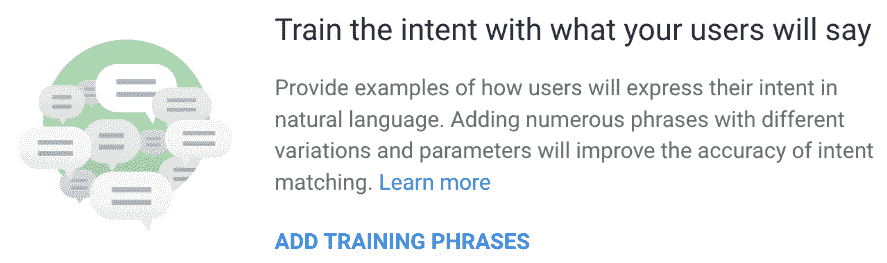 Train the intent with what your users will say
Provide examples of how users will express their intent in
natural language. Adding numerous phrases with different
variations and parameters will improve the accuracy of intent
matching. Learn more
ADD TRAINING PHRASES